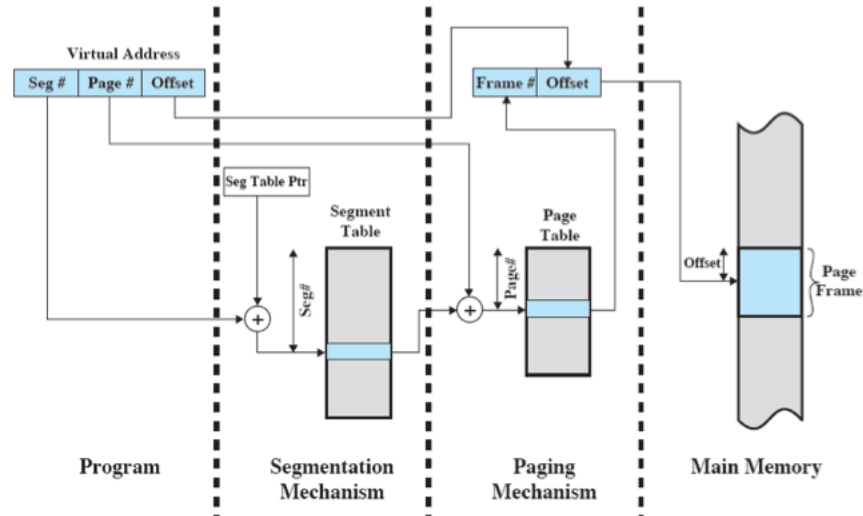 Virtual Address
Seg # Page # Offset
Frame # Offset
Seg Table Ptr
Segment
Table
Page
Table
Seg#
Page#
+
+
Offset
Page
Frame
Program
Segmentation
Mechanism
Paging
Mechanism
Main Memory